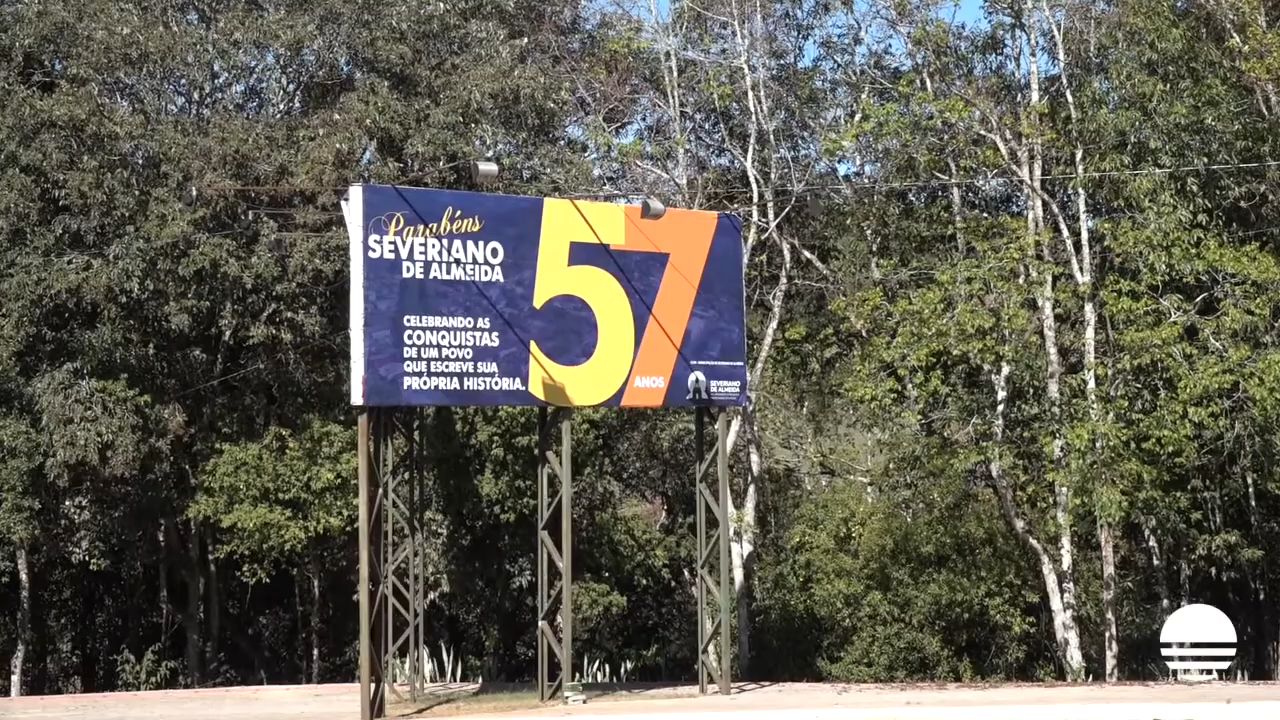 Parabéns
SEVERIANO
DE ALMEIDA
CELEBRANDO AS
CONQUISTAS
DE UM POVO
QUE ESCREVE SUA
PRÓPRIA HISTÓRIA.
57
ANOS
SEVERIANO
DE ALMEIDA